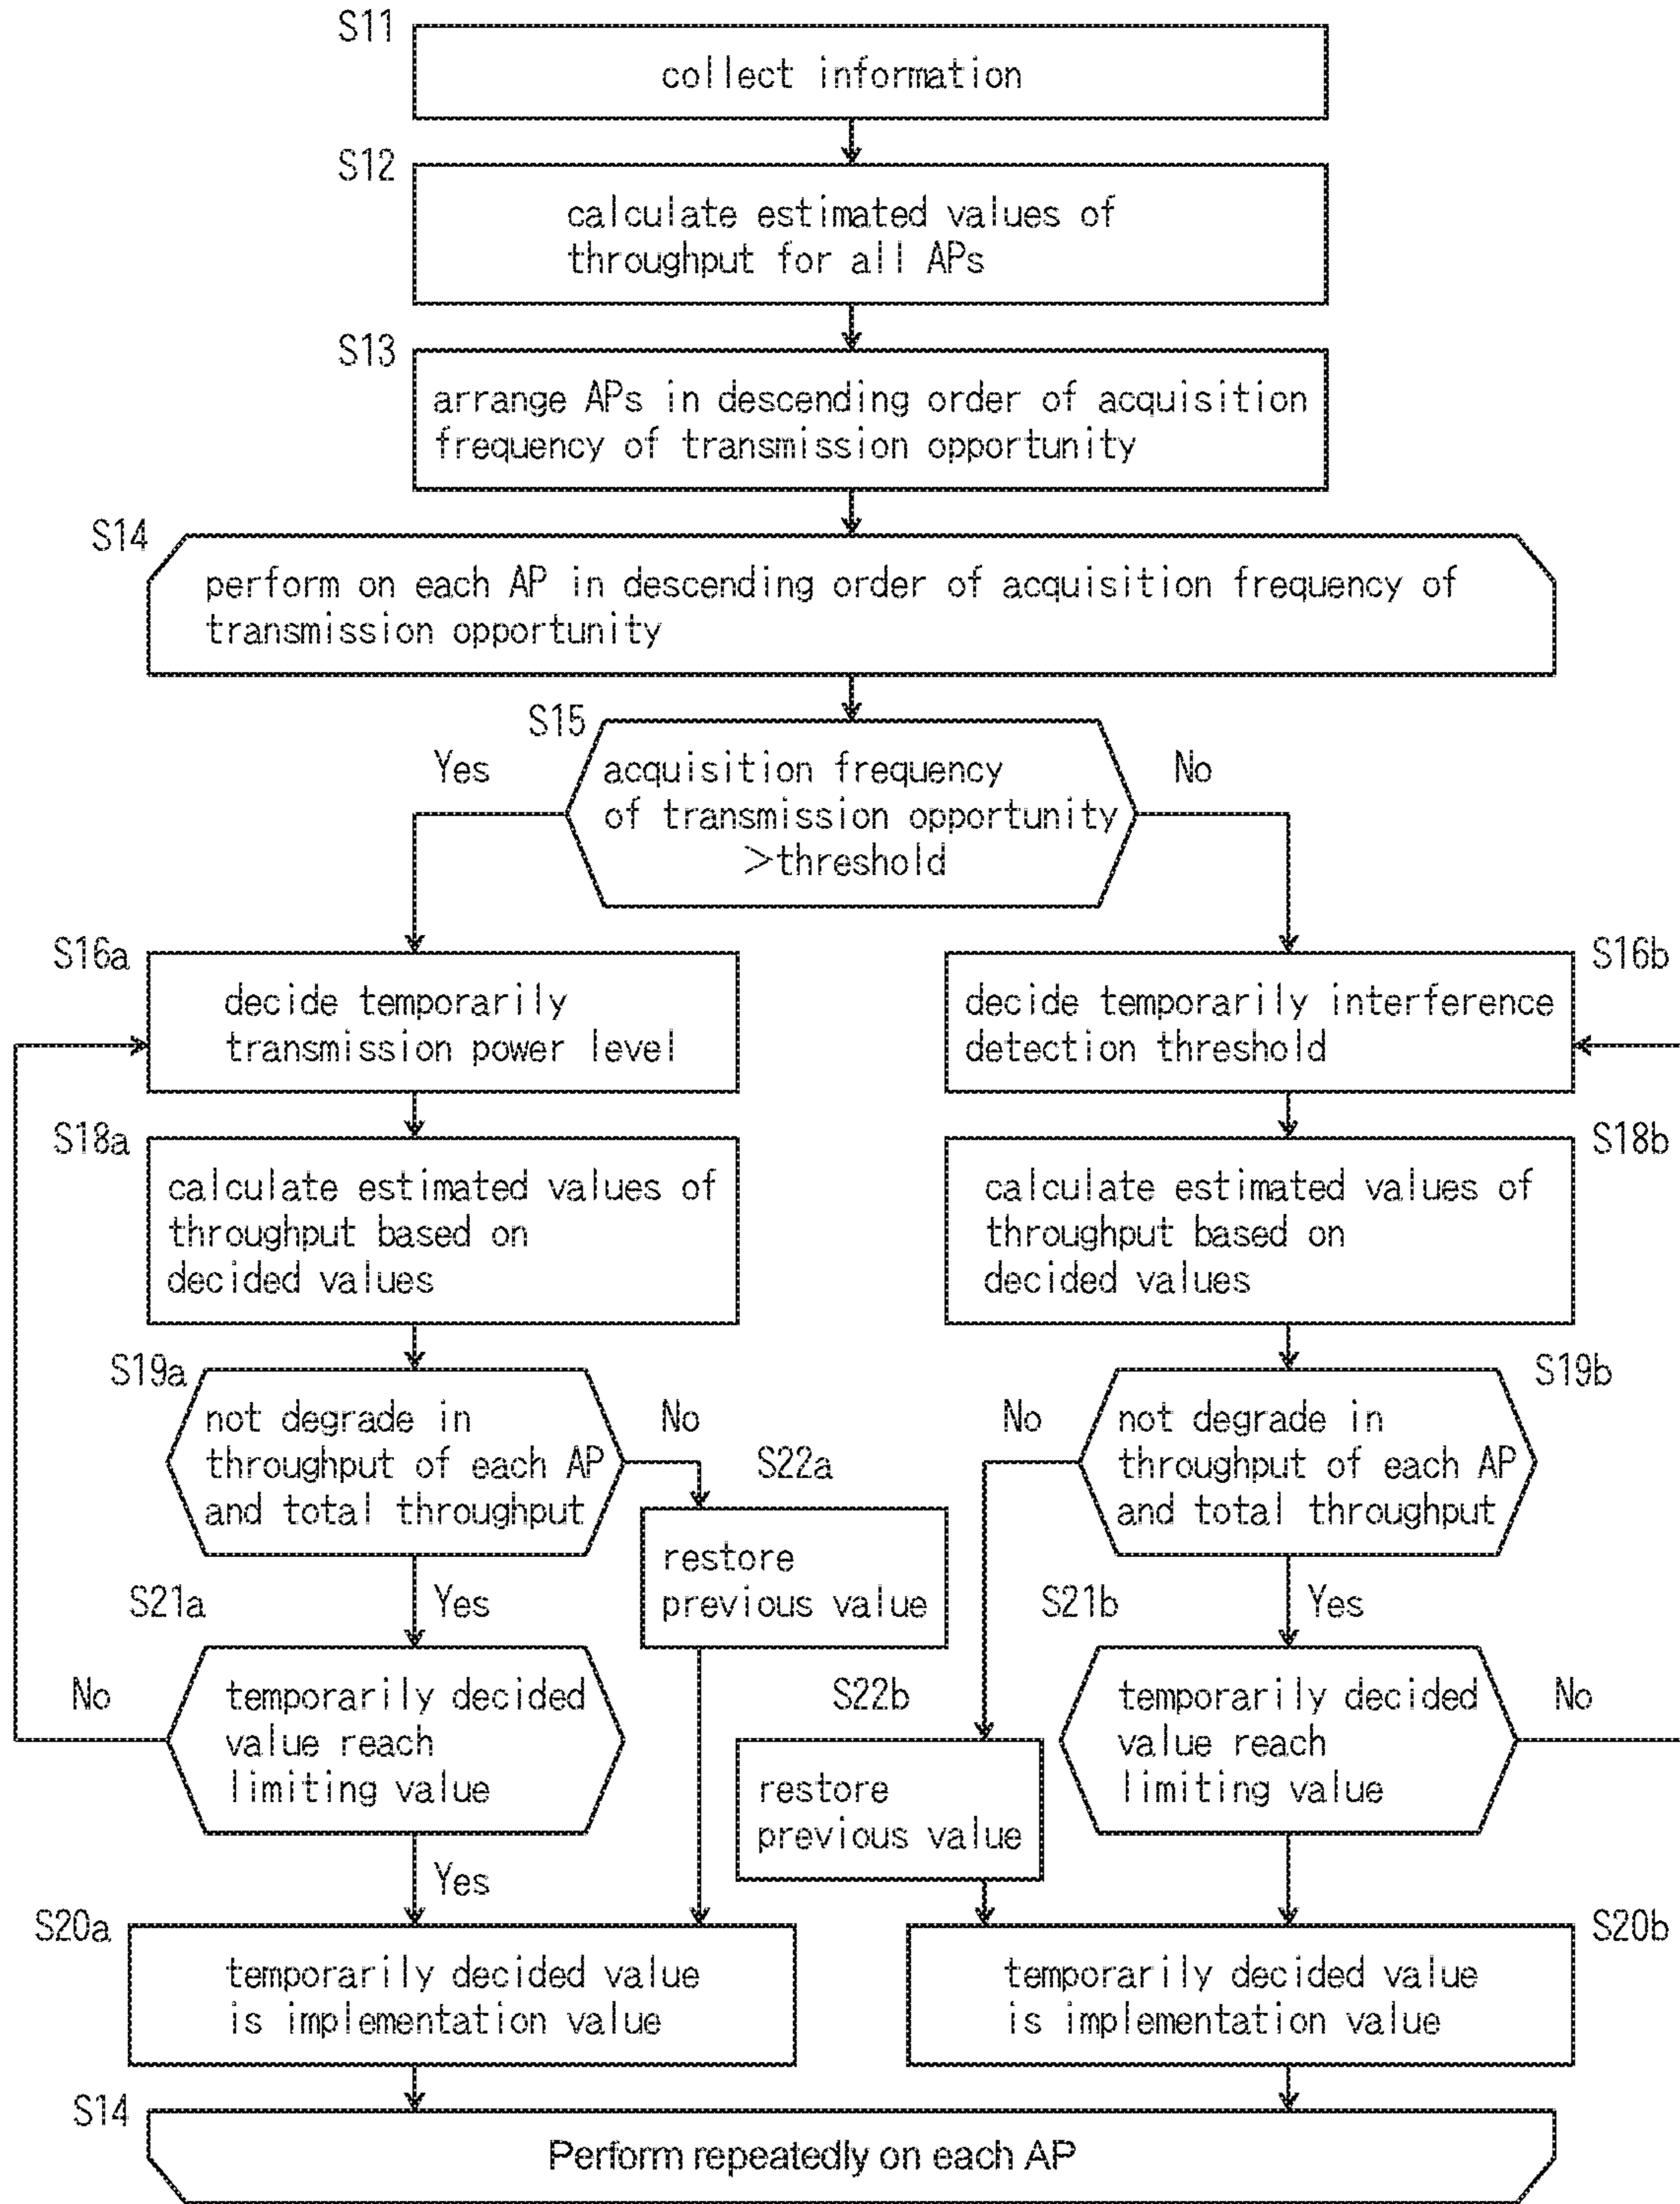 S11
collect information
S12
calculate estimated values of
throughput for all APs
S13
arrange APs in descending order of acquisition
frequency of transmission opportunity
S14
perform on each AP in descending order of acquisition frequency of
transmission opportunity
S15
Yes
acquisition frequency
of transmission opportunity
>threshold
No
S16a
decide temporarily
transmission power level
S16b
decide temporarily interference
detection threshold
S18a
calculate estimated values of
throughput based on
decided values
S18b
calculate estimated values of
throughput based on
decided values
S19a
not degrade in
throughput of each AP
and total throughput
No
S19b
No
not degrade in
throughput of each AP
and total throughput
S22a
restore
previous value
S21a
Yes
S21b
Yes
No
temporarily decided
value reach
limiting value
S22b
restore
previous value
temporarily decided
value reach
limiting value
No
Yes
S20a
temporarily decided value
is implementation value
S20b
temporarily decided value
is implementation value
S14
Perform repeatedly on each AP